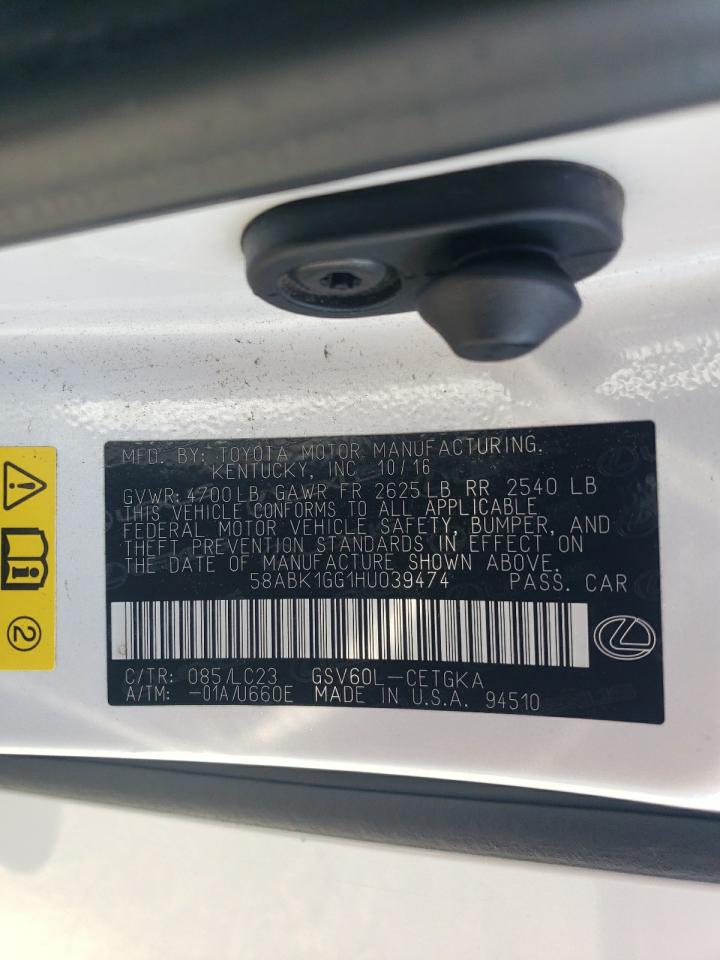 MFD. BY: TOYOTA MOTOR MANUFACTURING.
KENTUCKY, INC 10/16
GVWR: 4700LB, GAWR FR 2625LB RR 2540 LB
THIS VEHICLE CONFORMS TO ALL APPLICABLE
FEDERAL MOTOR VEHICLE SAFETY, BUMPER, AND
THEFT PREVENTION STANDARDS IN EFFECT ON
THE DATE OF MANUFACTURE SHOWN ABOVE.
58ABK1GG1HU039474 PASS. CAR
C/TR: 085/LC23 GSV60L-CETGKA
A/TM: -01A/U660E MADE IN U.S.A. 94510
2